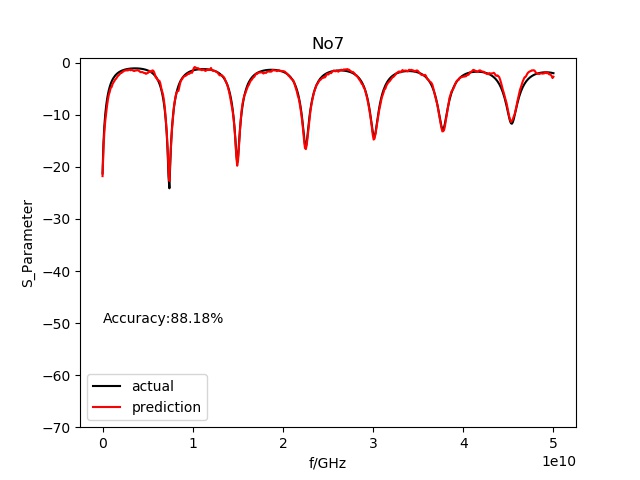 No7
0
−10
−20
−30
−40
−50
−60
−70
S_Parameter
Accuracy:88.18%
actual
prediction
0 1 2 3 4 5
1e10
f/GHz